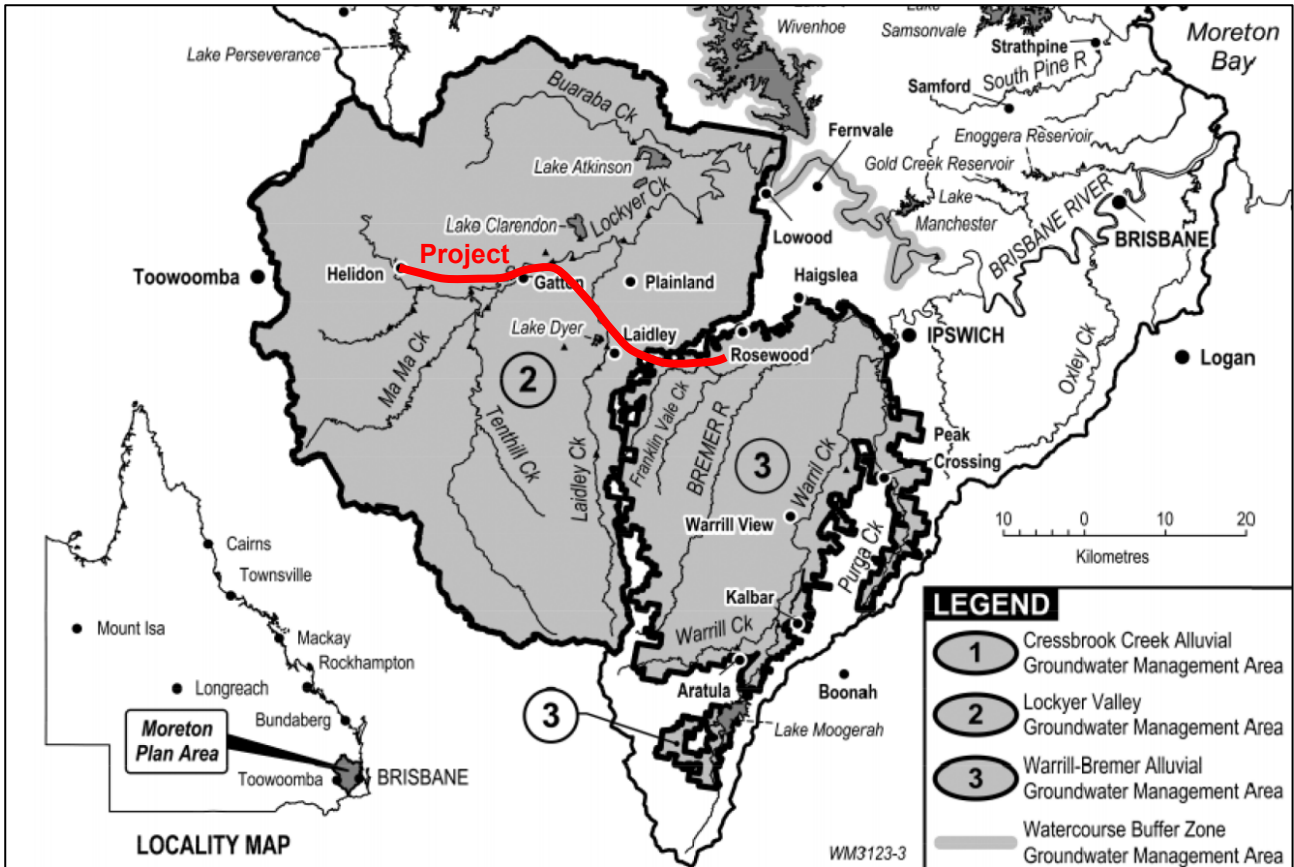 Lake Perseverance
Wivenhoe
Samsonvale
Strathpine
South Pine R
Moreton
Bay
Samford
Buaraba Ck
Fernvale
Enoggera Reservoir
Lake Atkinson
Gold Creek Reservoir
Lockyer Ck
Lake
Manchester
Lake Clarendon
Lowood
BRISBANE RIVER
BRISBANE
Project
Toowoomba
Helidon
Gatton
Plainland
Haigslea
Lake Dyer
Laidley
Rosewood
IPSWICH
Oxley Ck
Logan
Ma Ma Ck
2
Tenthill Ck
Laidley Ck
Franklin Vale Ck
BREMER R
3
Warril Ck
Peak
Crossing
Warrill View
Purga Ck
10 0 10 20
Kilometres
Kalbar
Warrill Ck
Aratula
Boonah
3
Lake Moogerah
Cairns
Townsville
Mount Isa
Mackay
Rockhampton
Longreach
Bundaberg
Moreton
Plan Area
Toowoomba
BRISBANE
LOCALITY MAP
WM3123-3
LEGEND
1 Cressbrook Creek Alluvial
Groundwater Management Area
2 Lockyer Valley
Groundwater Management Area
3 Warrill-Bremer Alluvial
Groundwater Management Area
Watercourse Buffer Zone
Groundwater Management Area